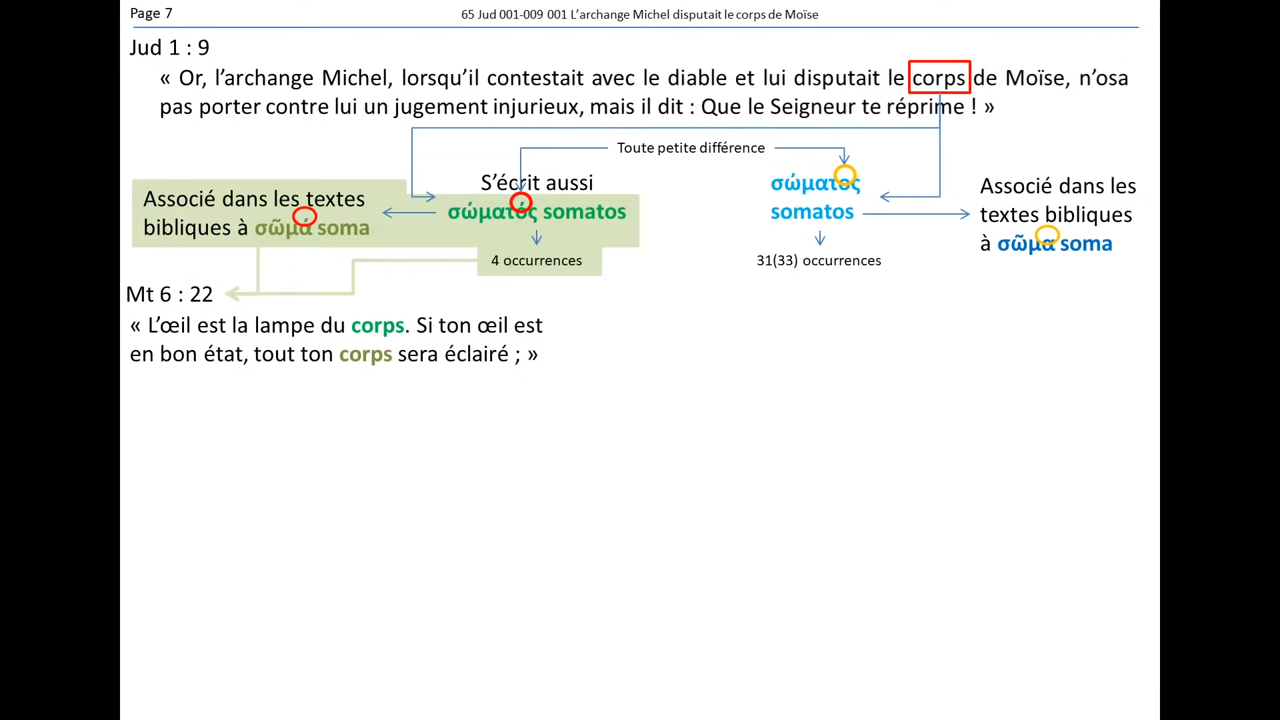 Page 7
65 Jud 001-009 001 L’archange Michel disputait le corps de Moïse
Jud 1 : 9
« Or, l’archange Michel, lorsqu’il contestait avec le diable et lui disputait le corps de Moïse, n’osa
pas porter contre lui un jugement injurieux, mais il dit : Que le Seigneur te réprime ! »
Toute petite différence
Associé dans les textes
bibliques à σῶμά soma
S’écrit aussi
σώματός somatos
4 occurrences
σώματος
somatos
31(33) occurrences
Associé dans les
textes bibliques
à σῶμα soma
Mt 6 : 22
« L’œil est la lampe du corps. Si ton œil est
en bon état, tout ton corps sera éclairé ; »